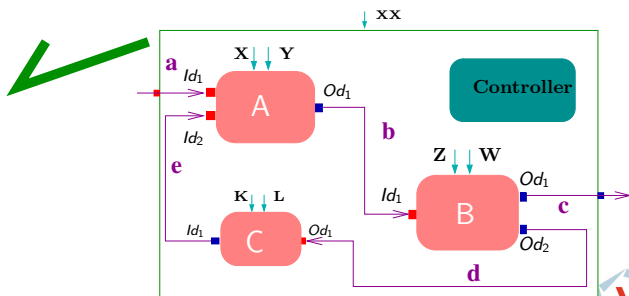 XX
a
X Y
Id1
Od1
A
Controller
Id2
b
e
Z W
K L
Id1
Od1
Id1
Od1
B
c
C
Od2
d